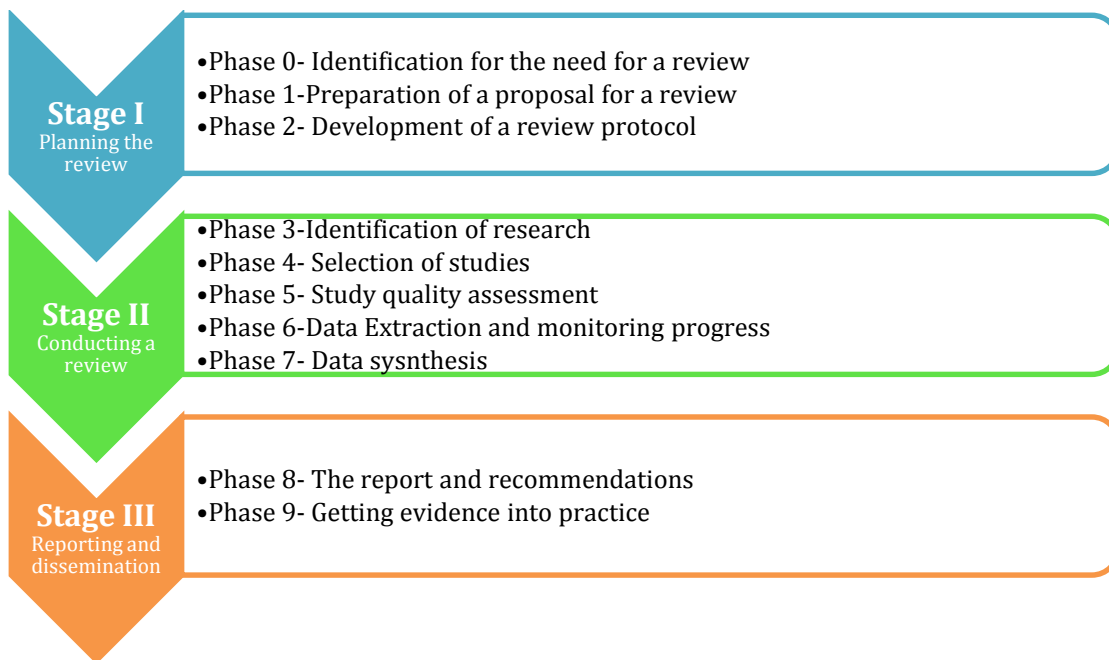 Stage I
Planning the
review
•Phase 0- Identification for the need for a review
•Phase 1-Preparation of a proposal for a review
•Phase 2- Development of a review protocol
Stage II
Conducting a
review
•Phase 3-Identification of research
•Phase 4- Selection of studies
•Phase 5- Study quality assessment
•Phase 6-Data Extraction and monitoring progress
•Phase 7- Data sysnthesis
Stage III
Reporting and
dissemination
•Phase 8- The report and recommendations
•Phase 9- Getting evidence into practice